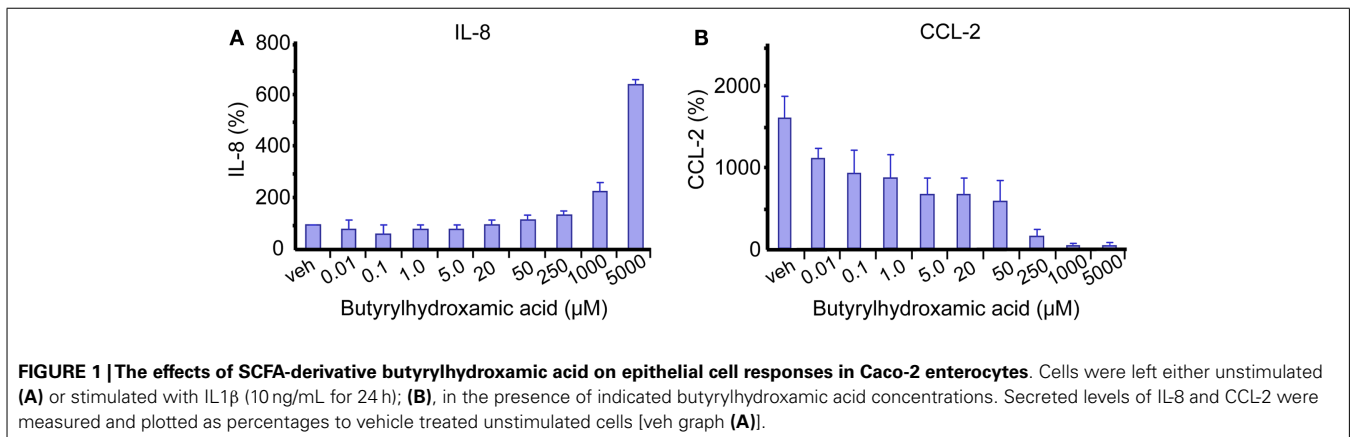 A
IL-8
800
600
400
200
0
IL-8 (%)
veh 0.01 0.1 1.0 5.0 20 50 250 1000 5000
Butyrylhydroxamic acid (μM)
B
CCL-2
2000
1000
0
CCL-2 (%)
veh 0.01 0.1 1.0 5.0 20 50 250 1000 5000
Butyrylhydroxamic acid (μM)
FIGURE 1 | The effects of SCFA-derivative butyrylhydroxamic acid on epithelial cell responses in Caco-2 enterocytes. Cells were left either unstimulated
(A) or stimulated with IL1β (10 ng/mL for 24 h); (B), in the presence of indicated butyrylhydroxamic acid concentrations. Secreted levels of IL-8 and CCL-2 were
measured and plotted as percentages to vehicle treated unstimulated cells [veh graph (A)].